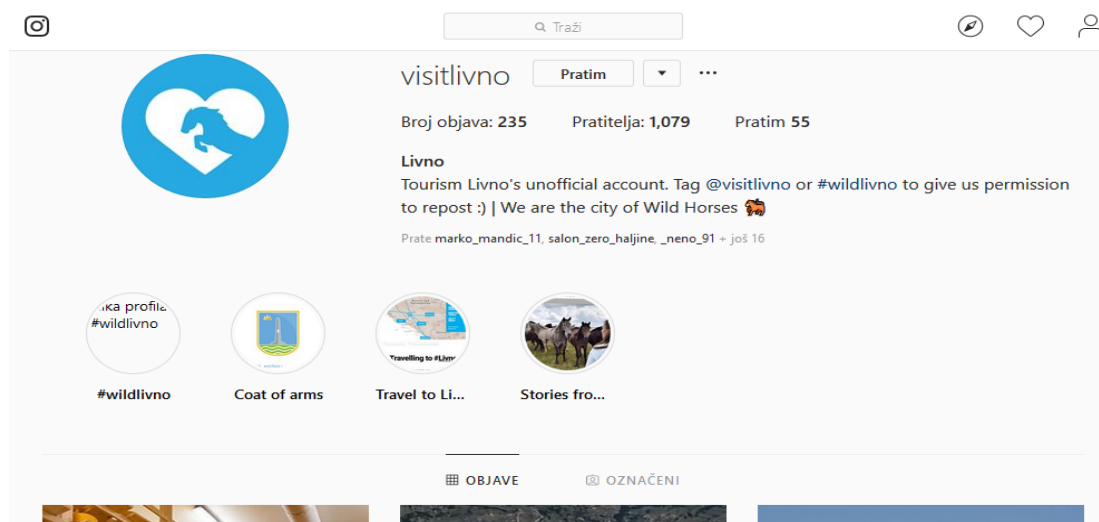 Traži
visitlivno Pratim
Broj objava: 235 Pratitelja: 1,079 Pratim 55
Livno
Tourism Livno's unofficial account. Tag @visitlivno or #wildlivno to give us permission
to repost :) | We are the city of Wild Horses
Prate marko_mandic_11, salon_zero_haljine, _neno_91 + još 16
#wildlivno
Travelling to #Livno
#wildlivno Coat of arms Travel to Li... Stories fro...
OBJAVE OZNAČENI